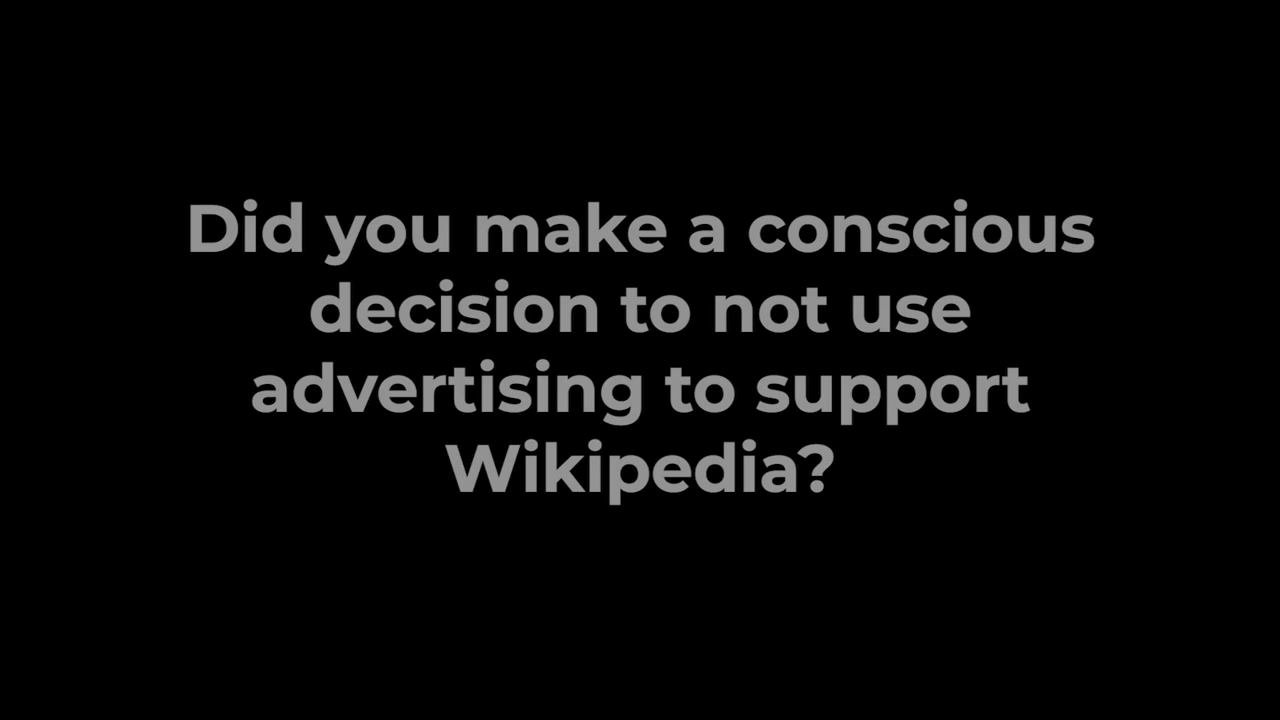 Did you make a conscious
decision to not use
advertising to support
Wikipedia?